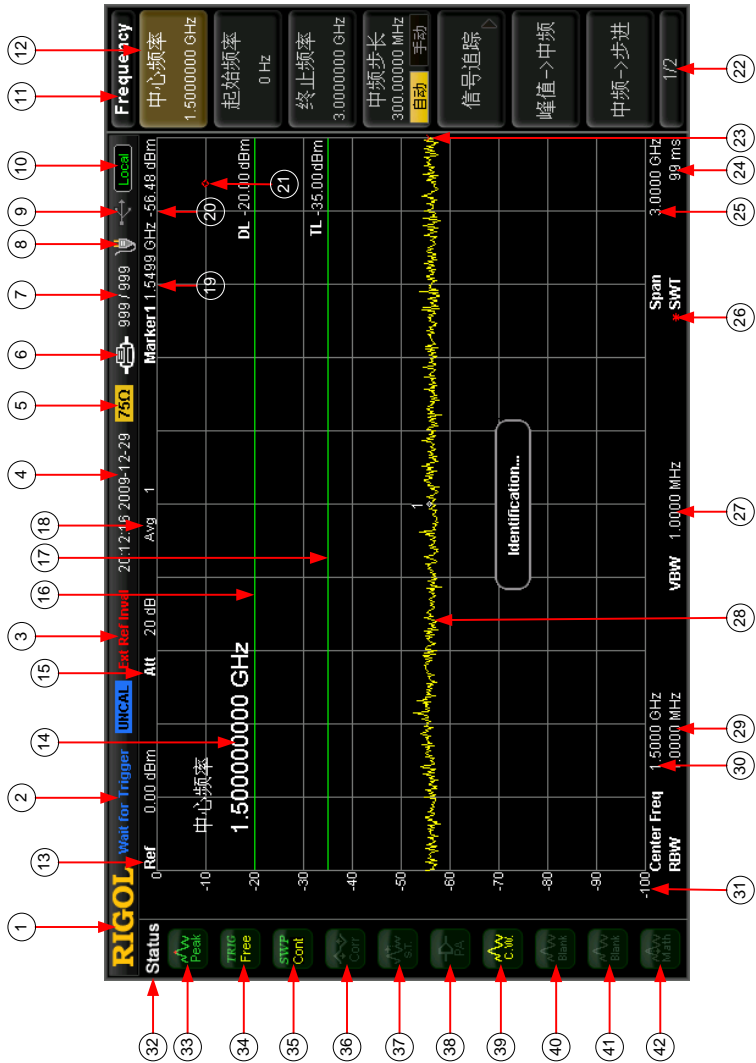 1 2 3 4 5 6 7 8 9 10 11 12
RIGOL Wait for Trigger UNCAL Ext Ref Inval 20:12:16 2009-12-29 75Ω 999 / 999 Local
Frequency
13 14 15 16 17 18 19 20 21
Status
Ref 0.00 dBm Att 20 dB Avg 1 Marker1 1.5499 GHz -56.48 dBm
中心频率
1.500000000 GHz
DL -20.00 dBm
TL -35.00dBm
0
-10
-20
-30
-40
-50
-60
-70
-80
-90
-100
1
Identification...
Center Freq 1.5000 GHz
Span 3.0000 GHz
RBW 1.0000 MHz
VBW 1.0000 MHz
*SWT 99 ms
Peak
TRIG
Free
SWP
Cont
Corr
S.T.
PA
C.W.
Blank
Blank
Math
中心频率
1.5000000 GHz
起始频率
0 Hz
终止频率
3.0000000 GHz
中频步长
300.00000 MHz
自动 手动
信号追踪
峰值->中频
中频->步进
1/2
22
23
24
25
26
27
28
29
30
31
32
33
34
35
36
37
38
39
40
41
42